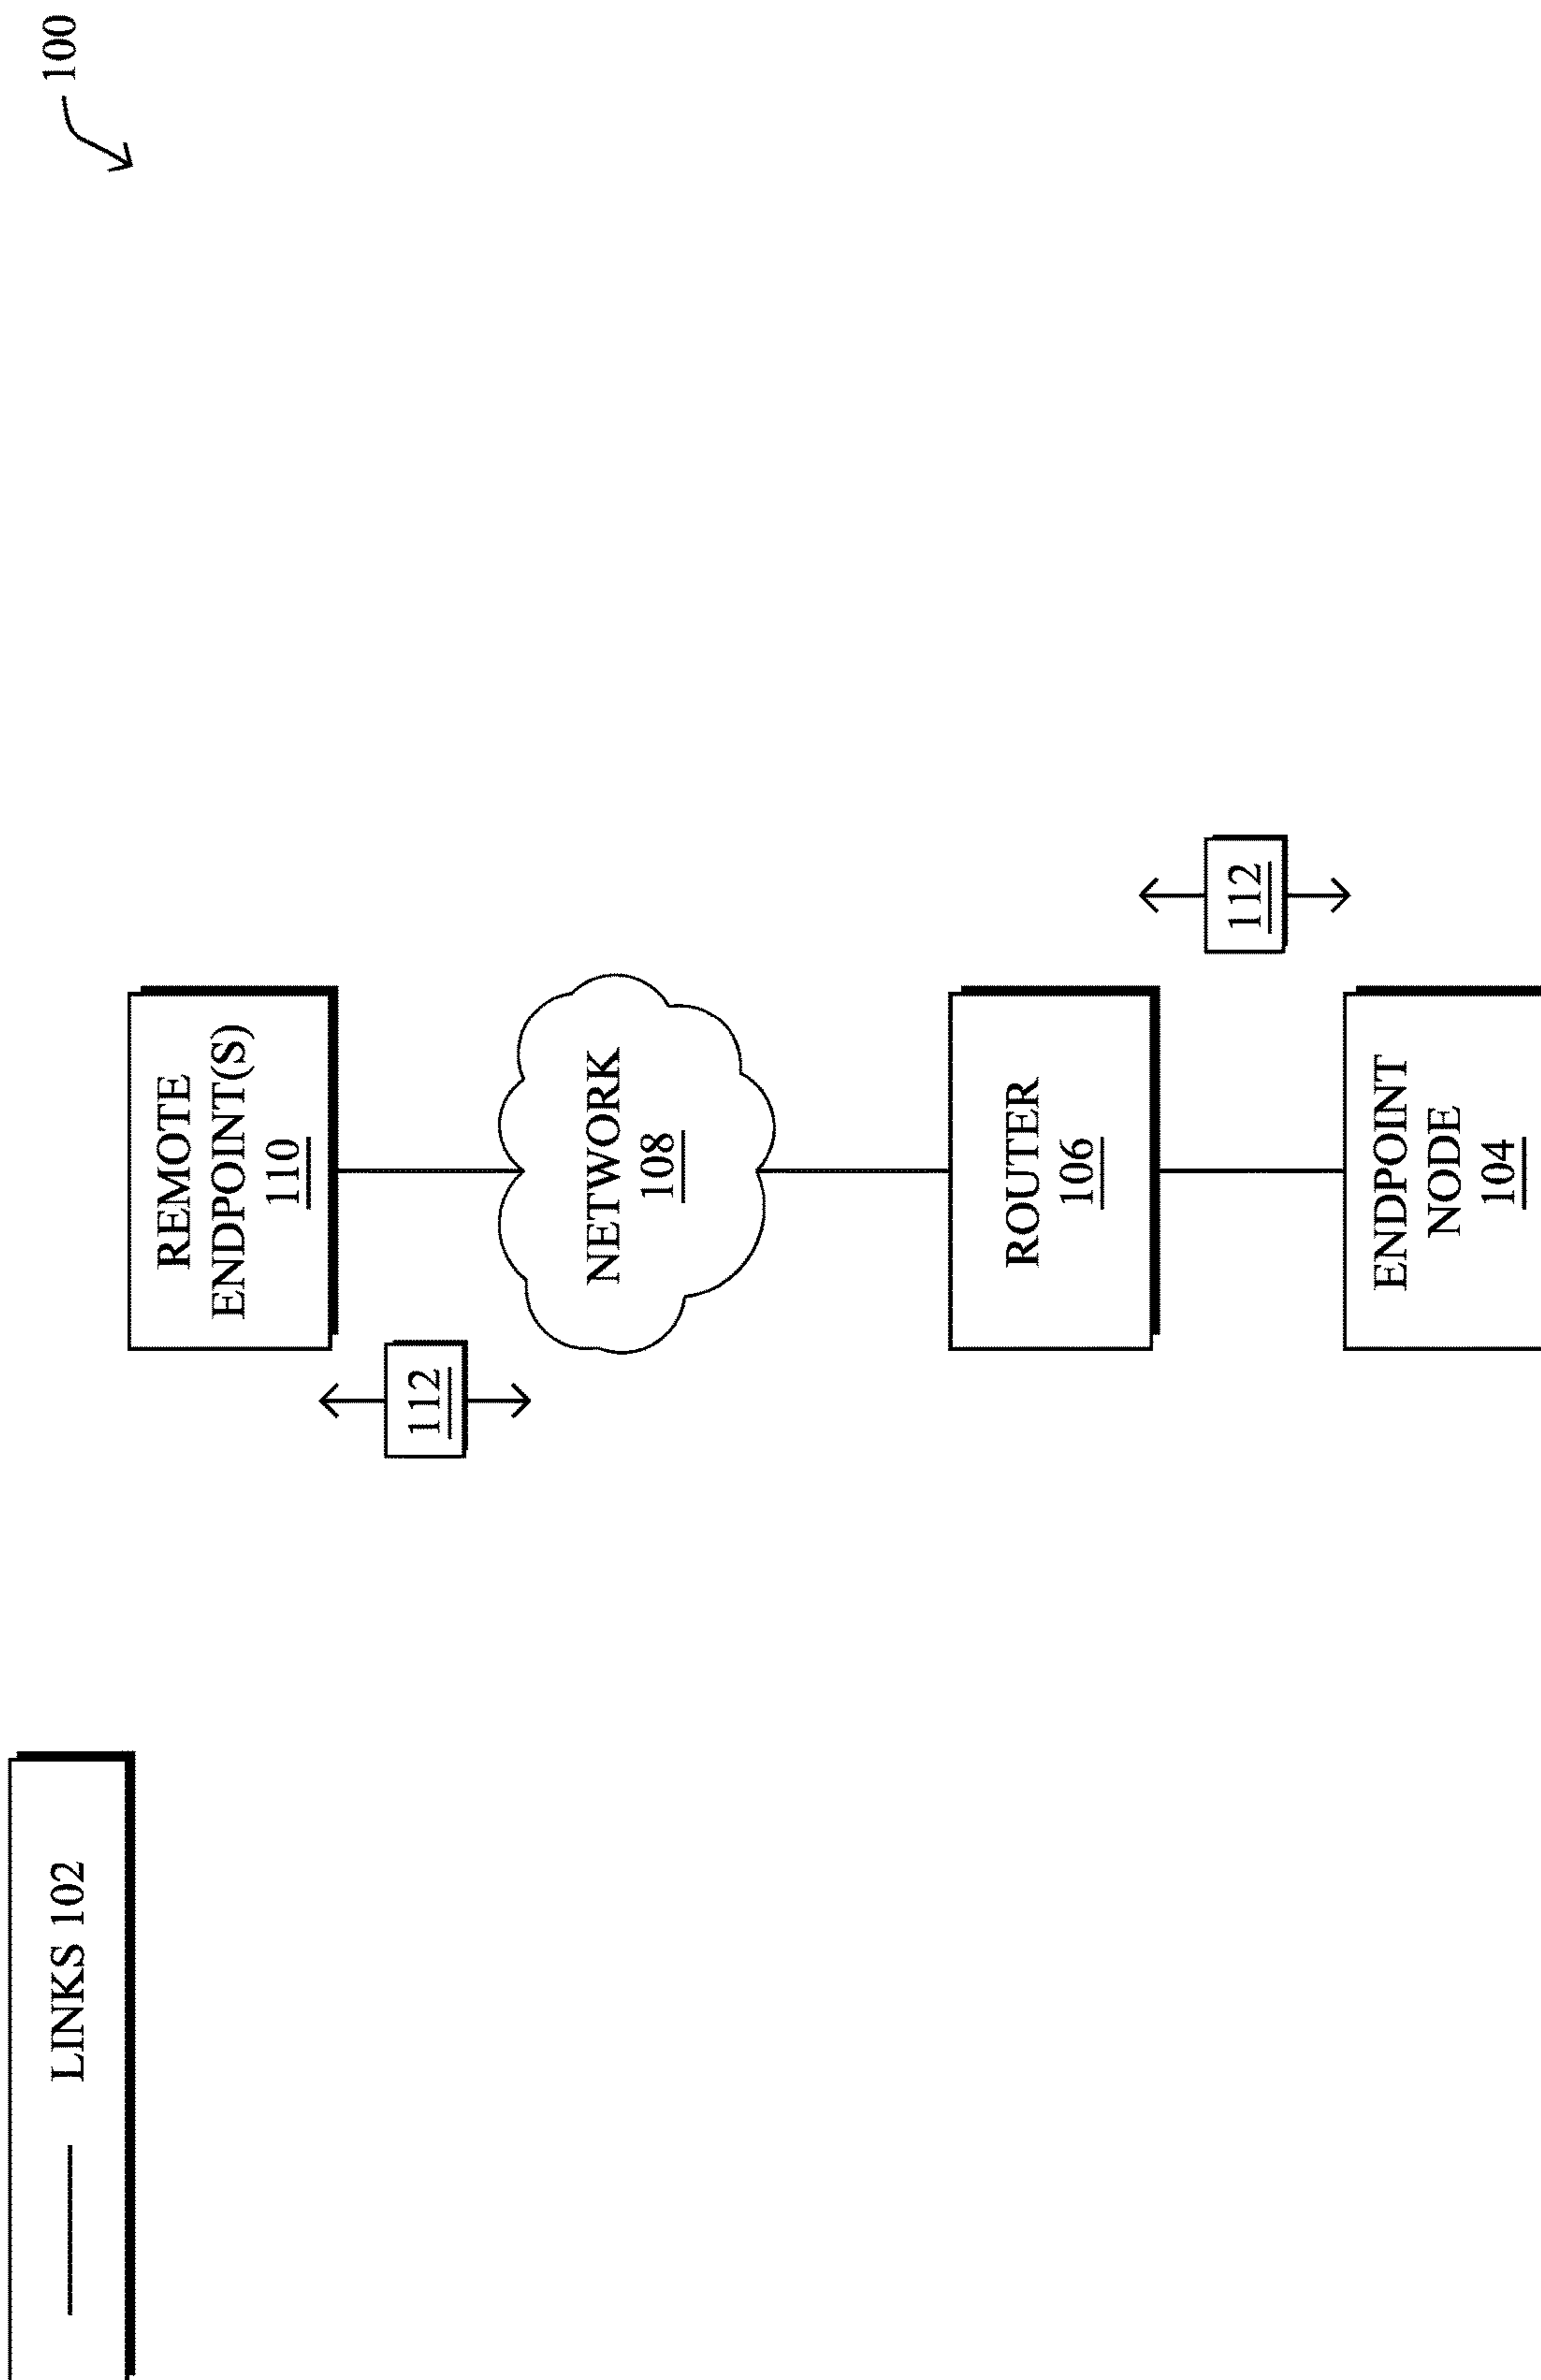 100
REMOTE
ENDPOINT(S)
110
112
NETWORK
108
ROUTER
106
112
ENDPOINT
NODE
104
LINKS 102